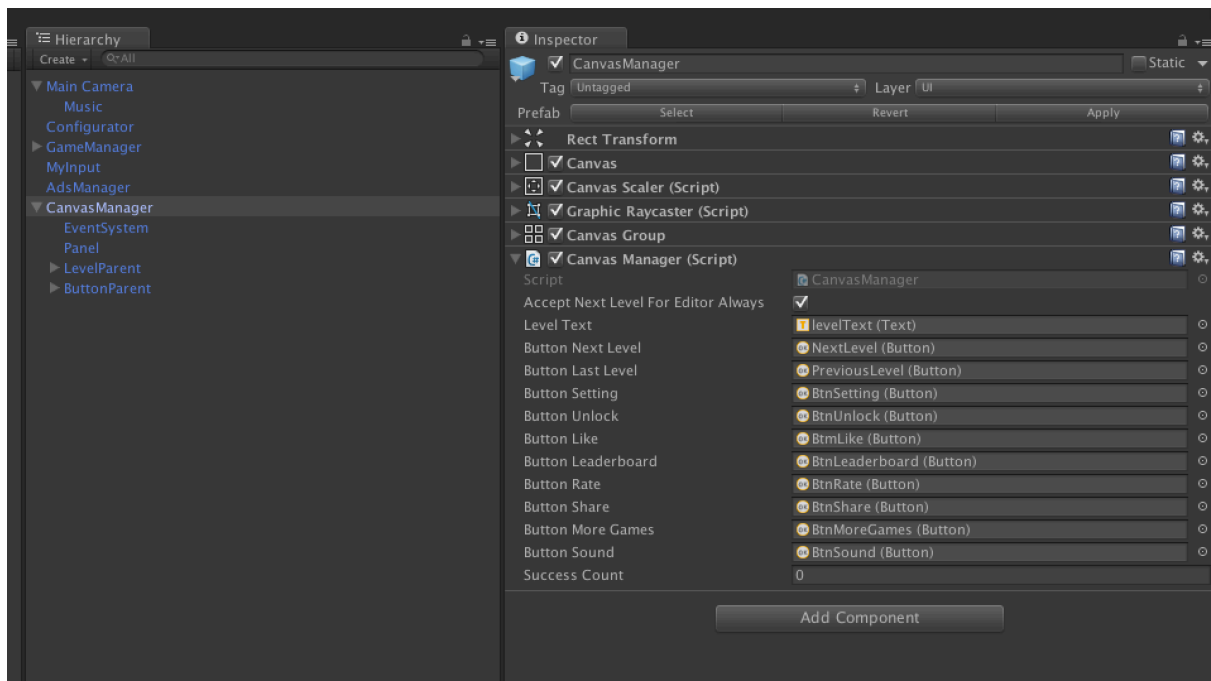 Hierarchy
Create
All
Main Camera
Music
Configurator
GameManager
MyInput
AdsManager
CanvasManager
EventSystem
Panel
LevelParent
ButtonParent
Inspector
CanvasManager Static
Tag Untagged Layer UI
Prefab Select Revert Apply
Rect Transform
Canvas
Canvas Scaler (Script)
Graphic Raycaster (Script)
Canvas Group
Canvas Manager (Script)
Script CanvasManager
Accept Next Level For Editor Always
Level Text levelText (Text)
Button Next Level NextLevel (Button)
Button Last Level PreviousLevel (Button)
Button Setting BtnSetting (Button)
Button Unlock BtnUnlock (Button)
Button Like BtmLike (Button)
Button Leaderboard BtnLeaderboard (Button)
Button Rate BtnRate (Button)
Button Share BtnShare (Button)
Button More Games BtnMoreGames (Button)
Button Sound BtnSound (Button)
Success Count 0
Add Component